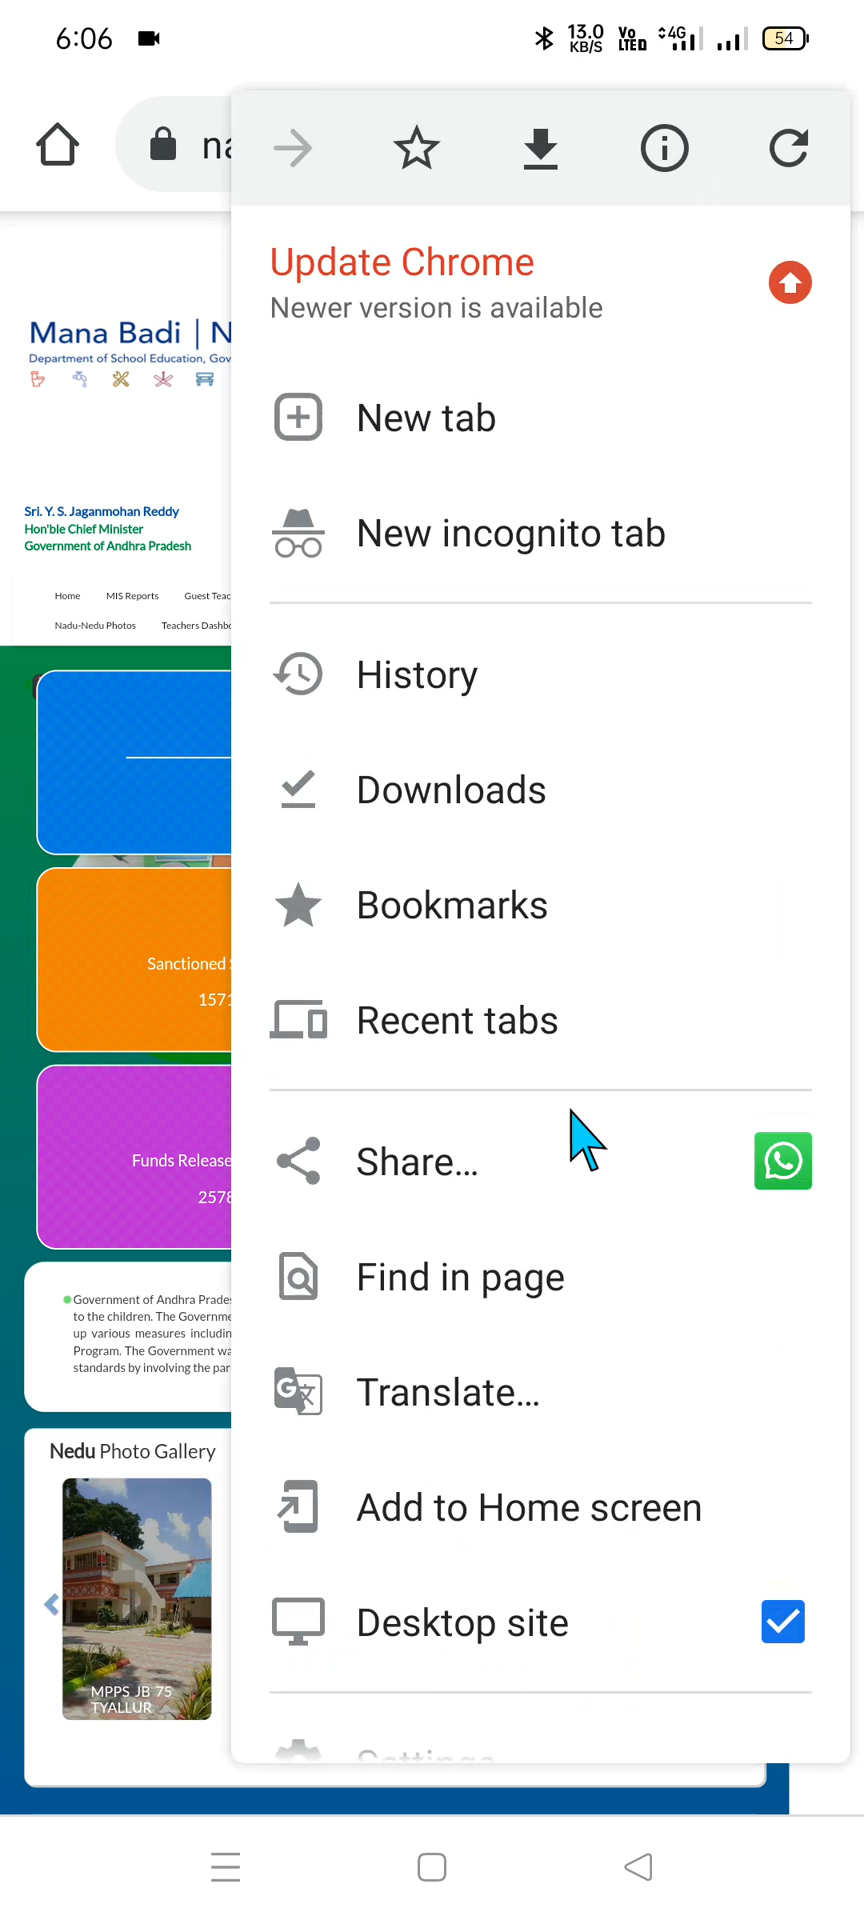 6:06
13.0
KB/S
Vo
LTED
4G
54
Update Chrome
Newer version is available
New tab
New incognito tab
History
Downloads
Bookmarks
Recent tabs
Share...
Find in page
Translate...
Add to Home screen
Desktop site
Settings
Mana Badi | N
Department of School Education, Gov
Sri. Y. S. Jaganmohan Reddy
Hon'ble Chief Minister
Government of Andhra Pradesh
Home MIS Reports Guest Teac
Nadu-Nedu Photos Teachers Dashbo
Sanctioned
1571
Funds Release
2578
Government of Andhra Prades
to the children. The Governme
up various measures includin
Program. The Government wa
standards by involving the par
Nedu Photo Gallery
MPPS JB 75
TYALLUR